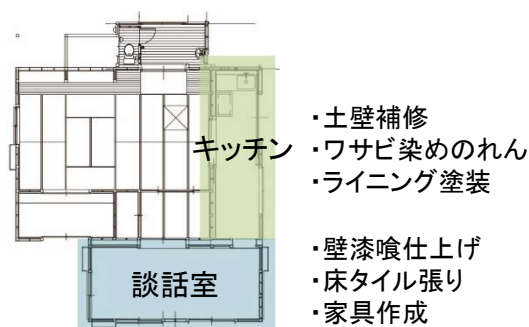 キッチン
・土壁補修
・ワサビ染めのれん
・ライニング塗装
談話室
・壁漆喰仕上げ
・床タイル張り
・家具作成